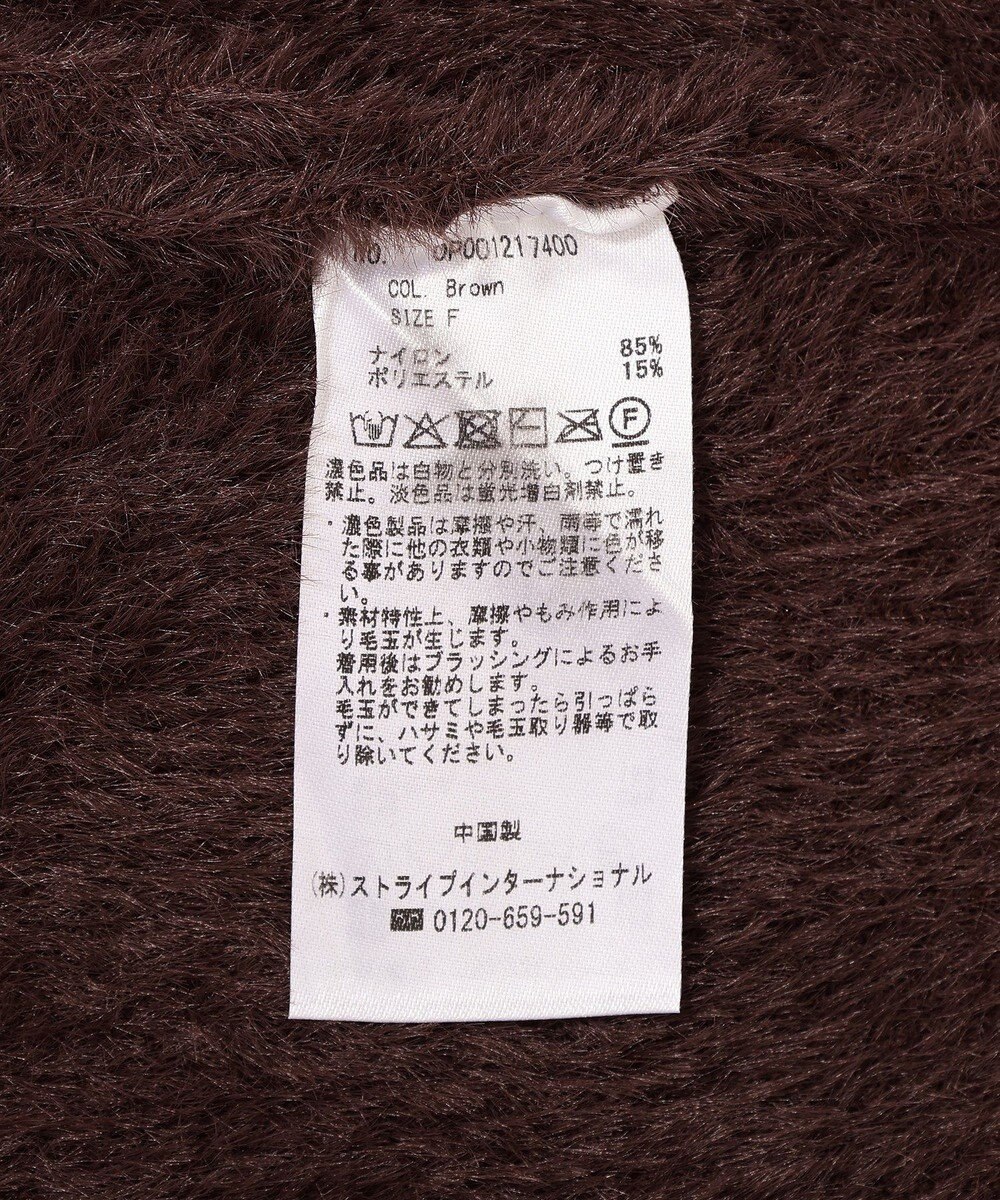 NO. OP001217400
COL. Brown
SIZE F
ナイロン 85%
ポリエステル 15%
F
濃色品は白物と分別洗い。つけ置き
禁止。淡色品は蛍光増白剤禁止。
・濃色製品は摩擦や汗、雨等で濡れ
た際に他の衣類や小物類に色が移
る事がありますのでご注意くださ
い。
・素材特性上、摩擦やもみ作用によ
り毛玉が生じます。
着用後はブラッシングによるお手
入れをお勧めします。
毛玉ができてしまったら引っぱら
ずに、ハサミや毛玉取り器等で取
り除いてください。
中国製
(株)ストライプインターナショナル
0120-659-591